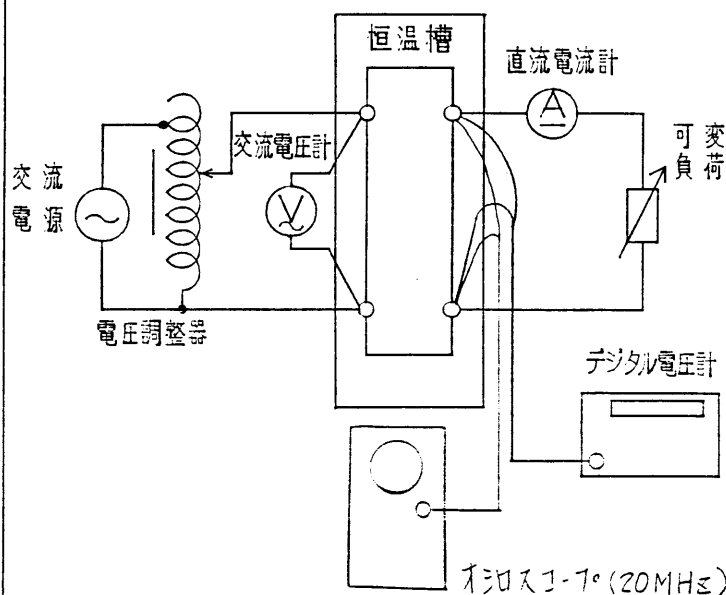 恒温槽
直流電流計
A
可変
負荷
交流電圧計
V
交流
電源
電圧調整器
デジタル電圧計
オシロスコープ(20MHz)